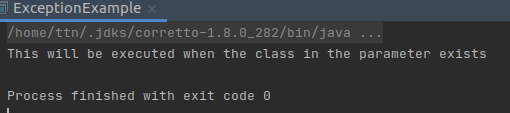 ExceptionExample
/home/ttn/.jdks/corretto-1.8.0_282/bin/java ...
This will be executed when the class in the parameter exists
Process finished with exit code 0